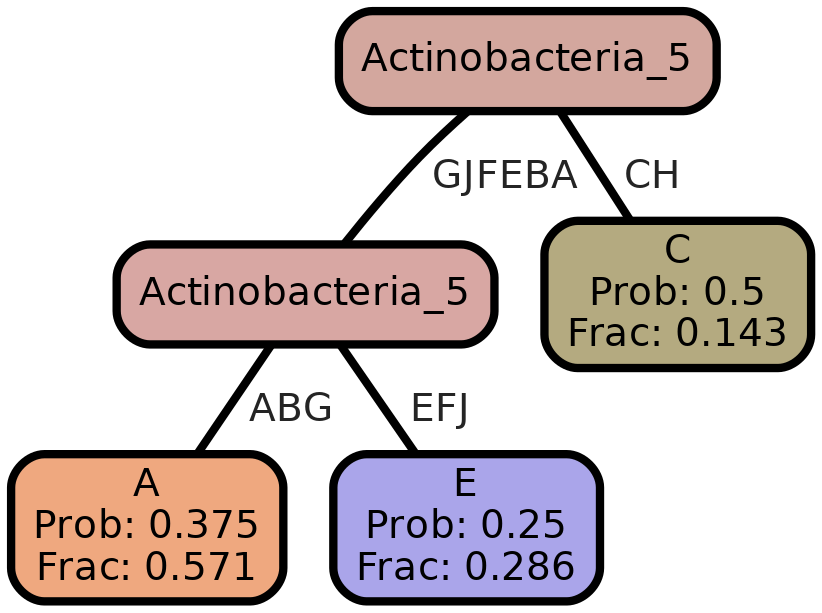 Actinobacteria_5
GJFEBA
CH
Actinobacteria_5
C
Prob: 0.5
Frac: 0.143
ABG
EFJ
A
Prob: 0.375
Frac: 0.571
E
Prob: 0.25
Frac: 0.286